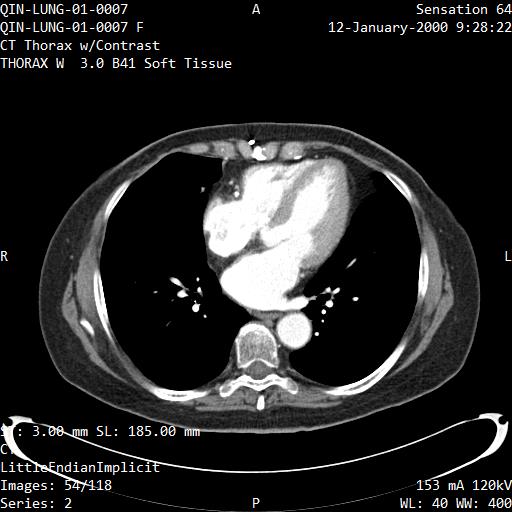 QIN-LUNG-01-0007
A
Sensation 64
QIN-LUNG-01-0007 F
12-January-2000 9:28:22
CT Thorax w/Contrast
THORAX W 3.0 B41 Soft Tissue
R
L
3.00 mm SL: 185.00 mm
LittleEndianImplicit
Images: 54/118
153 mA 120kV
Series: 2
P
WL: 40 WW: 400